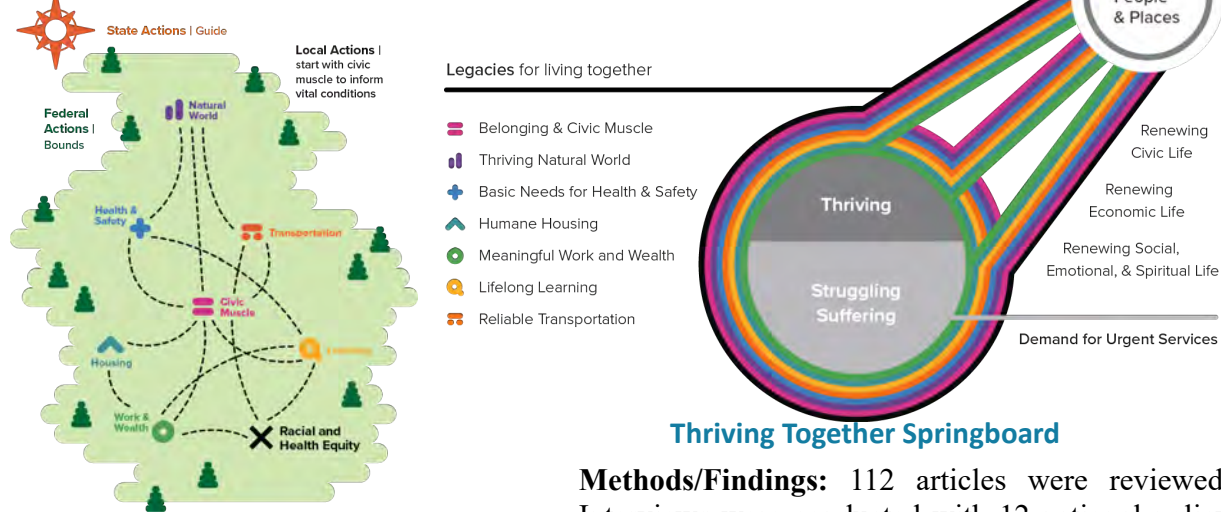 State Actions | Guide
Local Actions |
start with civic
muscle to inform
vital conditions
Federal
Actions |
Bounds
Natural
World
Health &
Safety
Transportation
Civic
Muscle
Housing
Work &
Wealth
Racial and
Health Equity
Legacies for living together
Belonging & Civic Muscle
Thriving Natural World
Basic Needs for Health & Safety
Humane Housing
Meaningful Work and Wealth
Lifelong Learning
Reliable Transportation
& Places
Thriving
Struggling
Suffering
Renewing
Civic Life
Renewing
Economic Life
Renewing Social,
Emotional, & Spiritual Life
Demand for Urgent Services
Thriving Together Springboard
Methods/Findings: 112 articles were reviewed